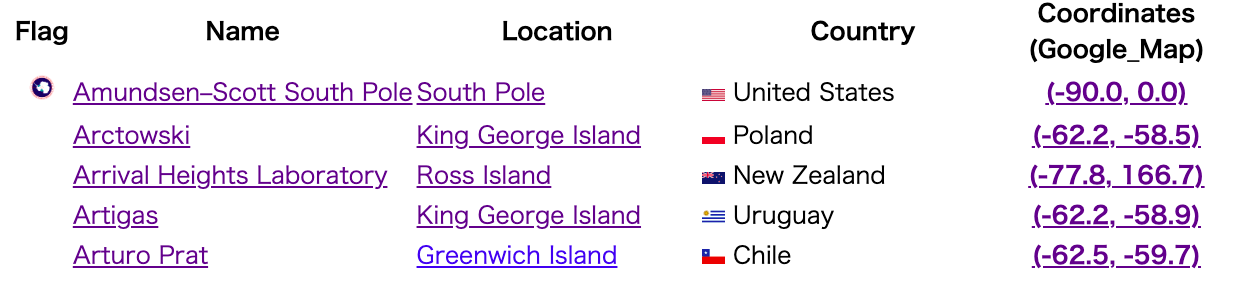 Flag Name Location Country Coordinates (Google_Map)
Amundsen–Scott South Pole South Pole United States (-90.0, 0.0)
Arctowski King George Island Poland (-62.2, -58.5)
Arrival Heights Laboratory Ross Island New Zealand (-77.8, 166.7)
Artigas King George Island Uruguay (-62.2, -58.9)
Arturo Prat Greenwich Island Chile (-62.5, -59.7)